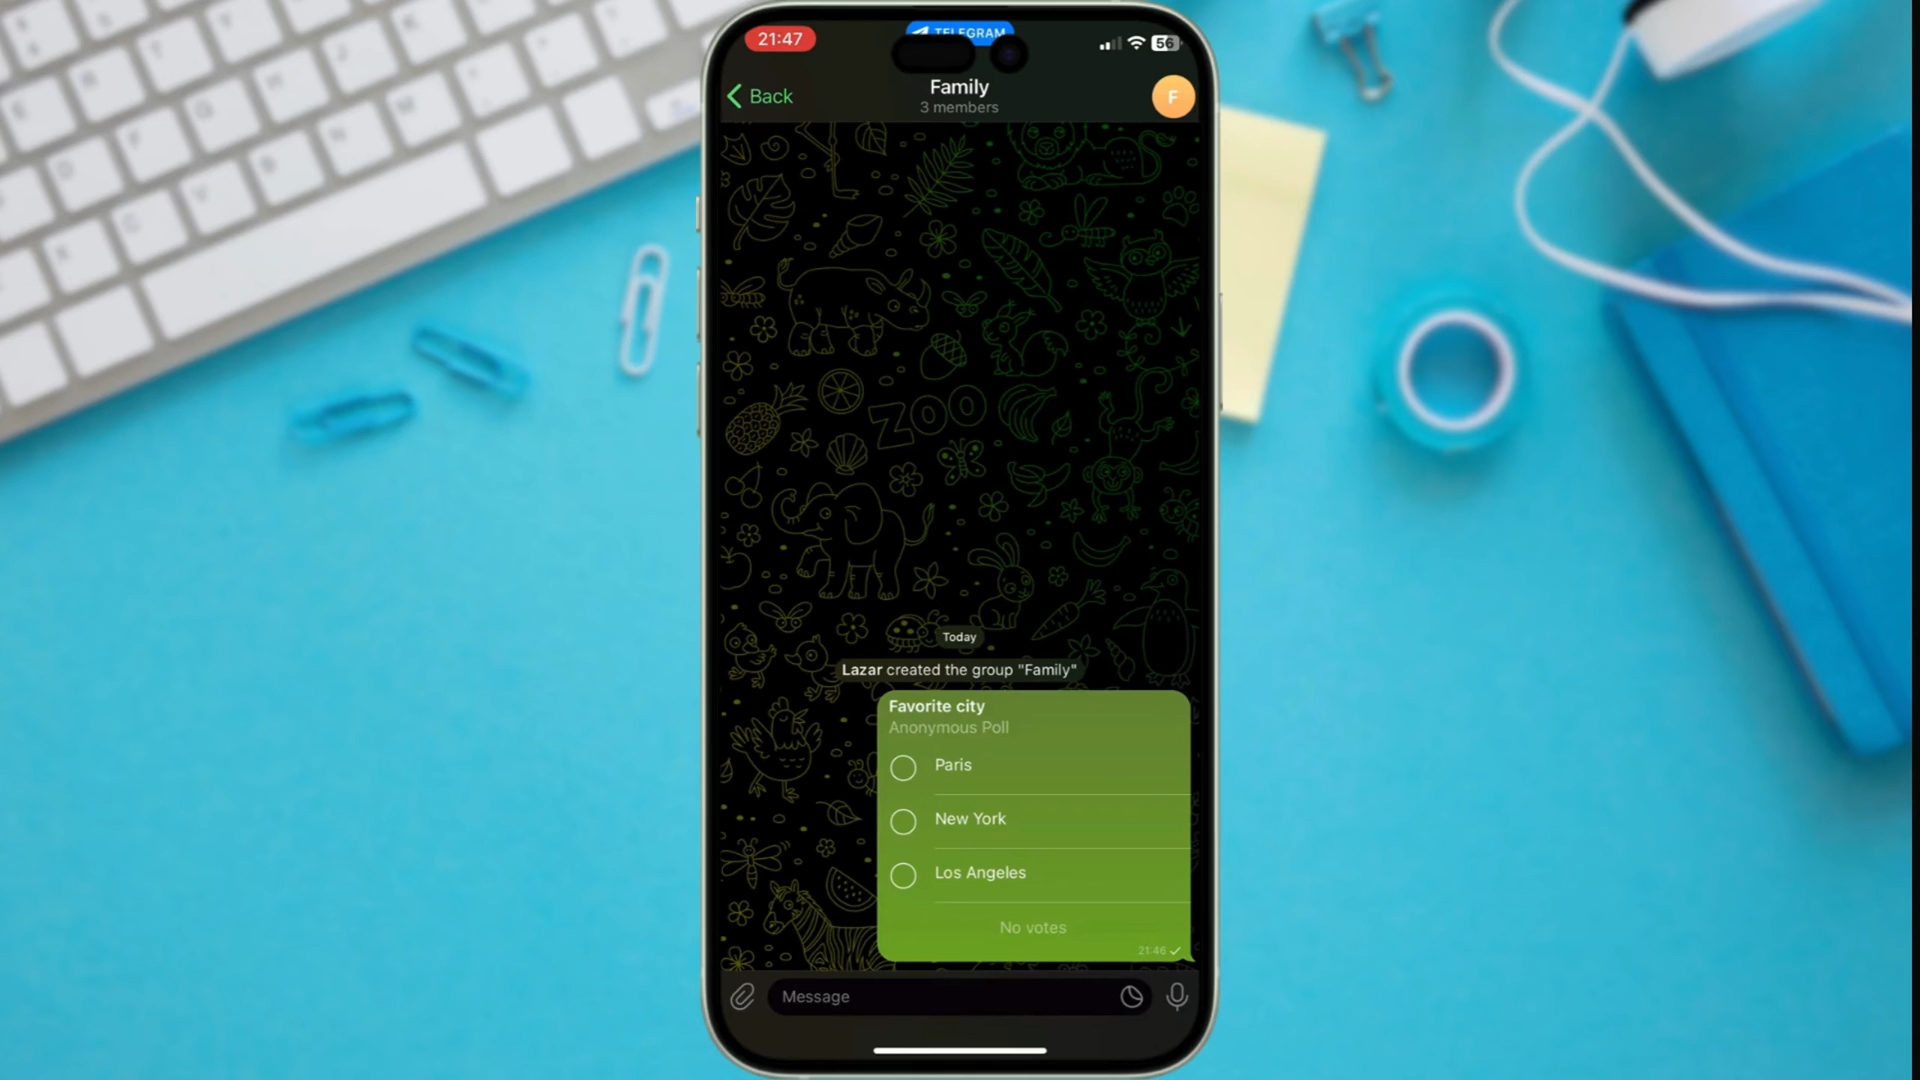 21:47
TELEGRAM
56
Back
Family
3 members
F
ZOO
Today
Lazar created the group "Family"
Favorite city
Anonymous Poll
Paris
New York
Los Angeles
No votes
21:46
Message